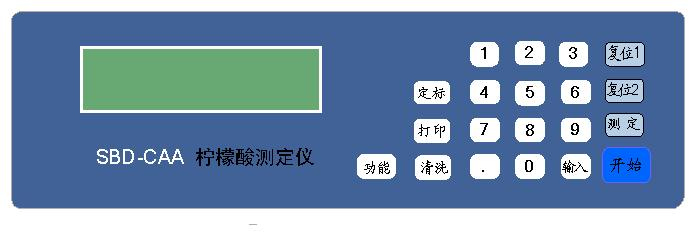 1 2 3 复位1
定标 4 5 6 复位2
打印 7 8 9 测定
SBD-CAA 柠檬酸测定仪
功能 清洗 . 0 输入 开始